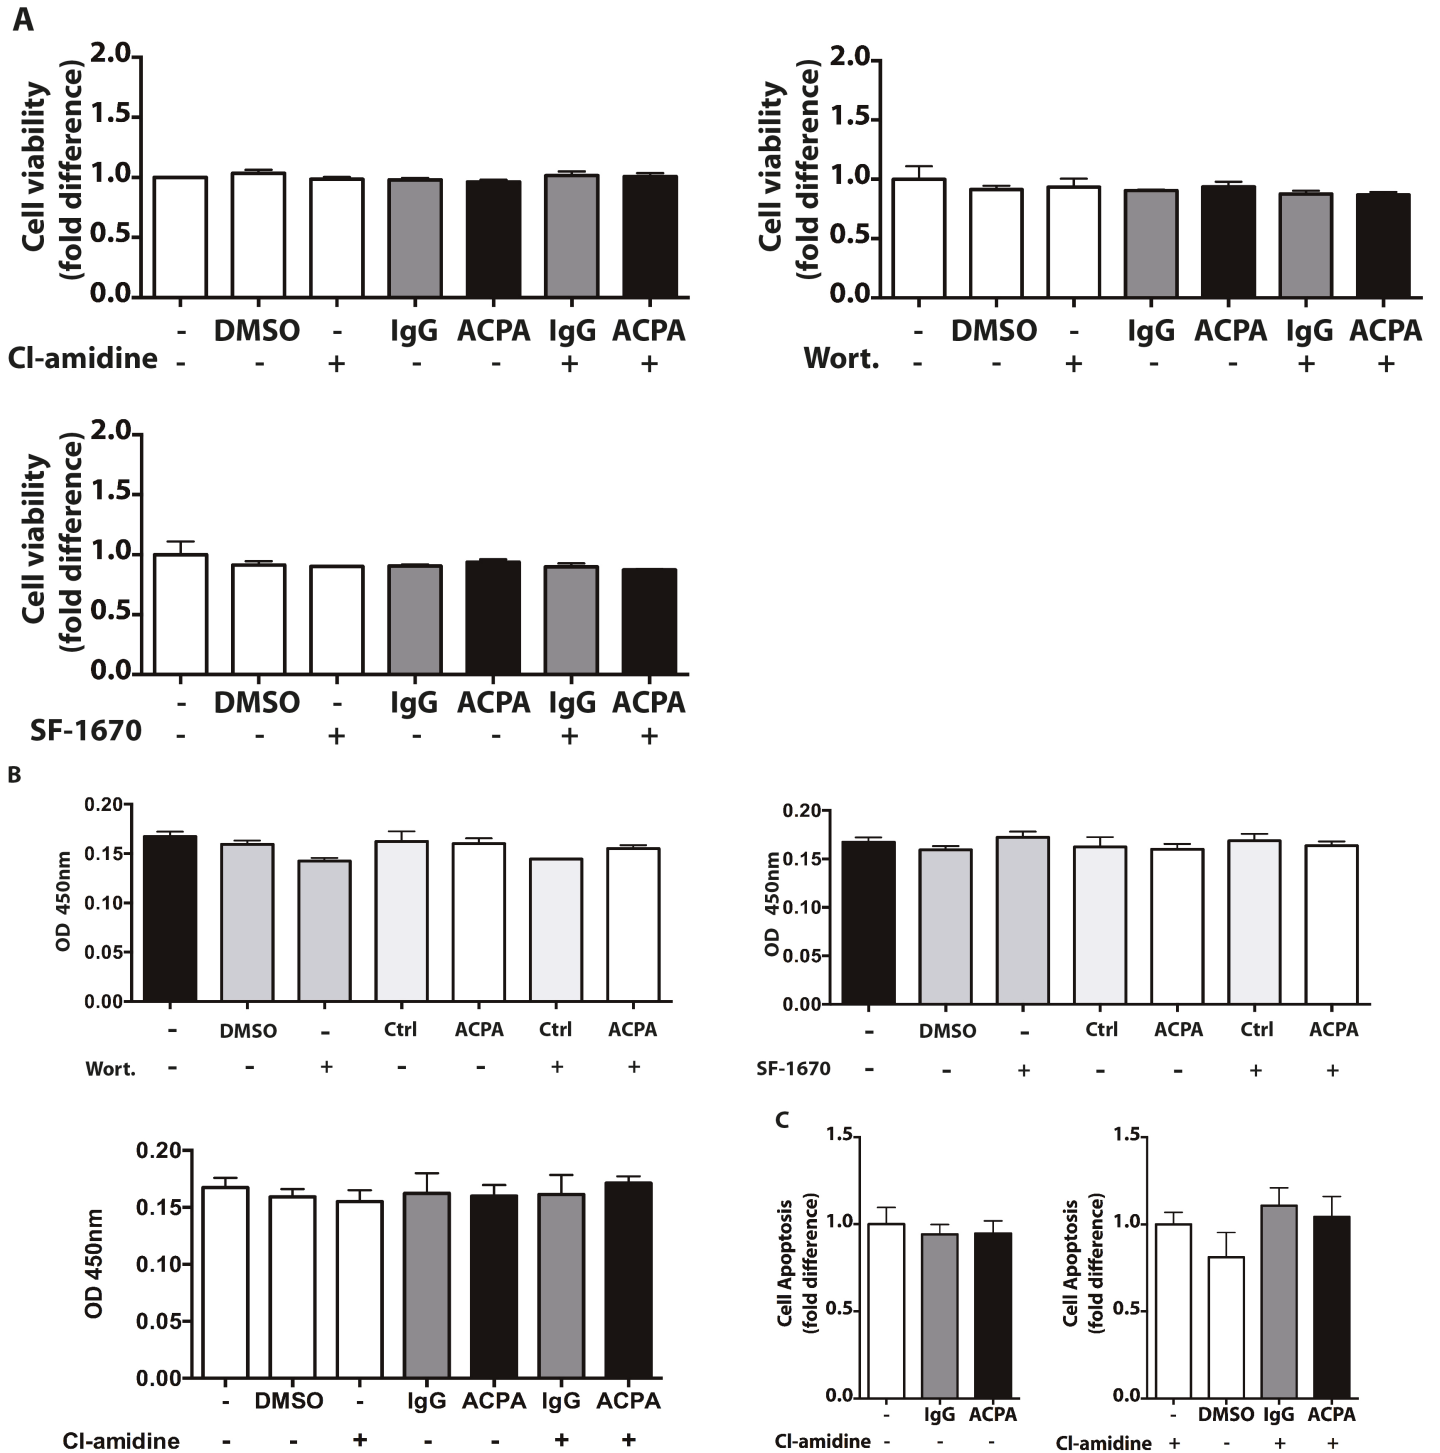 A
Cell viability
(fold difference)
2.0
1.5
1.0
0.5
0.0
- DMSO - IgG ACPA IgG ACPA
Cl-amidine - - + - - + +
Cell viability
(fold difference)
2.0
1.5
1.0
0.5
0.0
- DMSO - IgG ACPA IgG ACPA
Wort. - - + - - + +
Cell viability
(fold difference)
2.0
1.5
1.0
0.5
0.0
- DMSO - IgG ACPA IgG ACPA
SF-1670 - - + - - + +
B
OD 450nm
0.20
0.15
0.10
0.05
0.00
- DMSO - Ctrl ACPA Ctrl ACPA
Wort. - - + - - + +
OD 450nm
0.20
0.15
0.10
0.05
0.00
- DMSO - Ctrl ACPA Ctrl ACPA
SF-1670 - - + - - + +
OD 450nm
0.20
0.15
0.10
0.05
0.00
- DMSO - IgG ACPA IgG ACPA
Cl-amidine - - + - - + +
C
Cell Apoptosis
(fold difference)
1.5
1.0
0.5
0.0
- IgG ACPA
Cl-amidine - - -
Cell Apoptosis
(fold difference)
1.5
1.0
0.5
0.0
- DMSO IgG ACPA
Cl-amidine + - + +